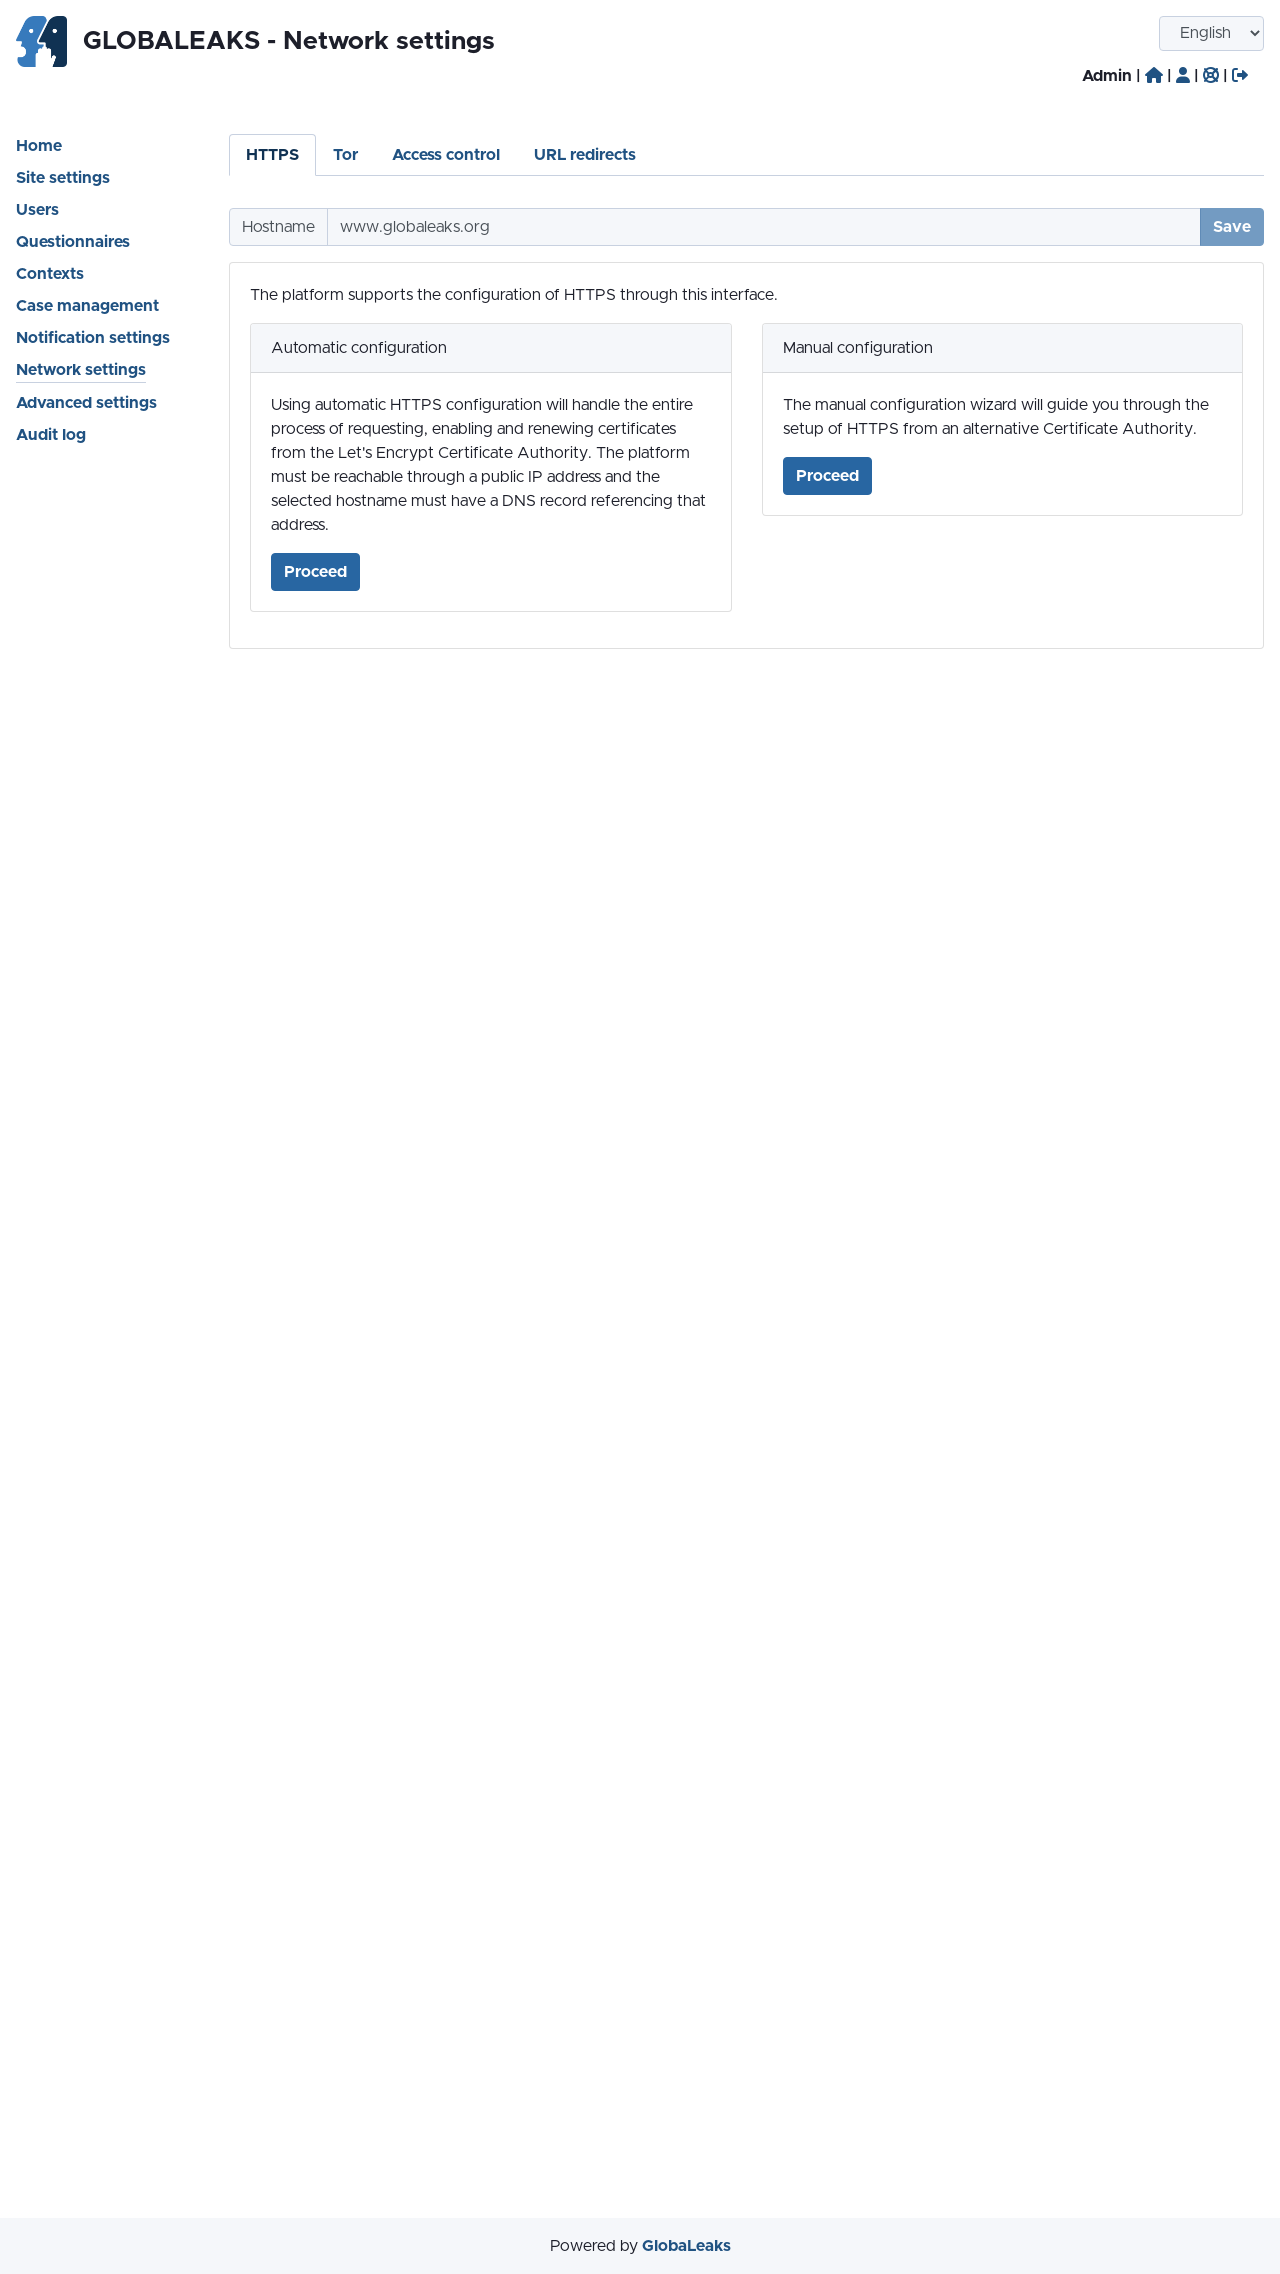 GLOBALEAKS - Network settings
English
Admin | | | |
Home
Site settings
Users
Questionnaires
Contexts
Case management
Notification settings
Network settings
Advanced settings
Audit log
HTTPS Tor Access control URL redirects
Hostname www.globaleaks.org Save
The platform supports the configuration of HTTPS through this interface.
Automatic configuration
Using automatic HTTPS configuration will handle the entire
process of requesting, enabling and renewing certificates
from the Let's Encrypt Certificate Authority. The platform
must be reachable through a public IP address and the
selected hostname must have a DNS record referencing that
address.
Proceed
Manual configuration
The manual configuration wizard will guide you through the
setup of HTTPS from an alternative Certificate Authority.
Proceed
Powered by GlobaLeaks